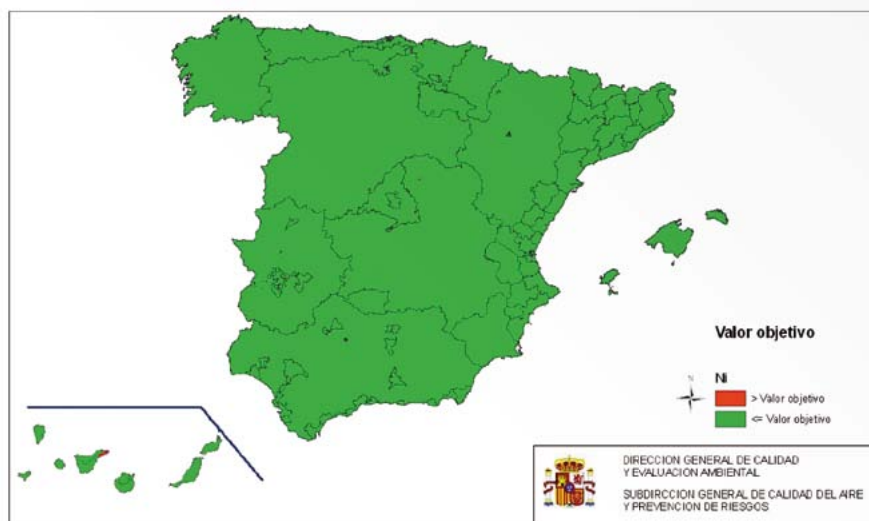 Valor objetivo
N
Ni
> Valor objetivo
<= Valor objetivo
DIRECCION GENERAL DE CALIDAD
Y EVALUACION AMBIENTAL
SUBDIRCCION GENERAL DE CALIDAD DEL AIRE
Y PREVENCION DE RIESGOS